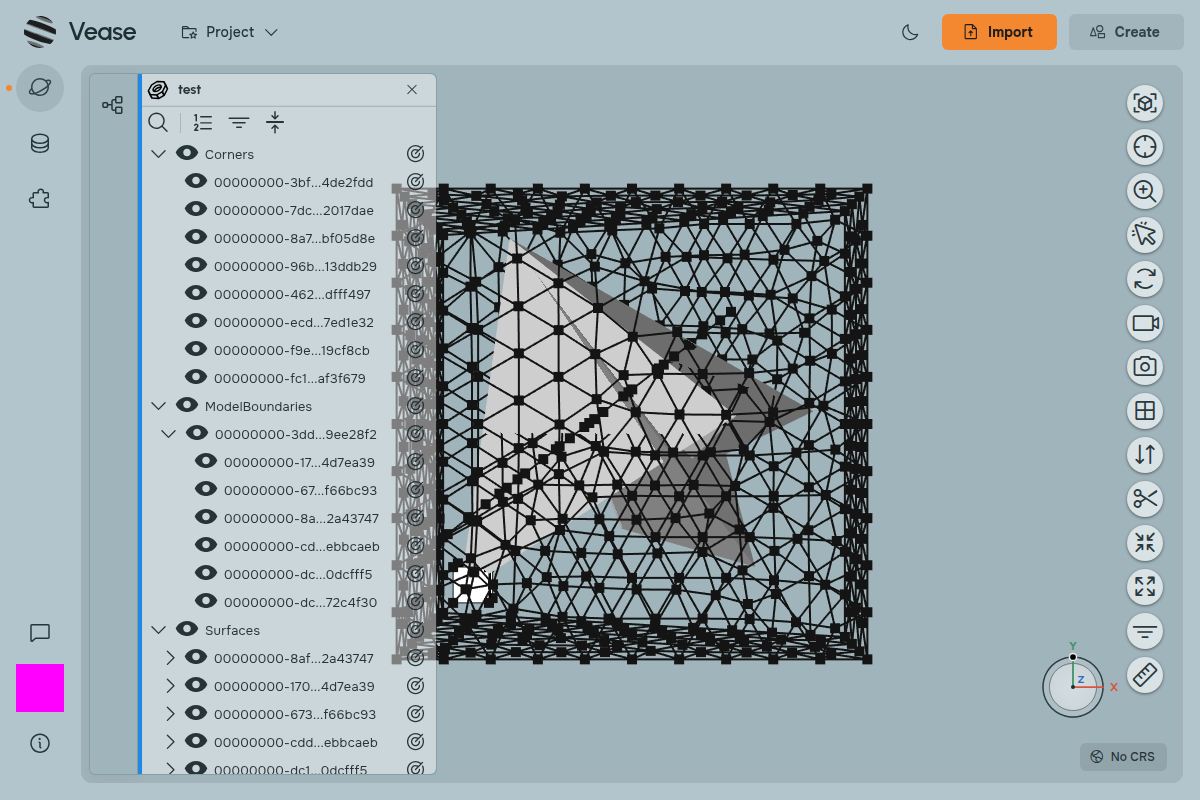 Vease
Project
Import
Create
test
Corners
00000000-3bf...4de2fdd
00000000-7dc...2017dae
00000000-8a7...bf05d8e
00000000-96b...13ddb29
00000000-462...dfff497
00000000-ecd...7ed1e32
00000000-f9e...19cf8cb
00000000-fc1...af3f679
ModelBoundaries
00000000-3dd...9ee28f2
00000000-17...4d7ea39
00000000-67...f66bc93
00000000-8a...2a43747
00000000-cd...ebbcaeb
00000000-dc...0dcfff5
00000000-dc...72c4f30
Surfaces
00000000-8af...2a43747
00000000-170...4d7ea39
00000000-673...f66bc93
00000000-cdd...ebbcaeb
00000000-dc1...0dcfff5
Y
Z
X
No CRS